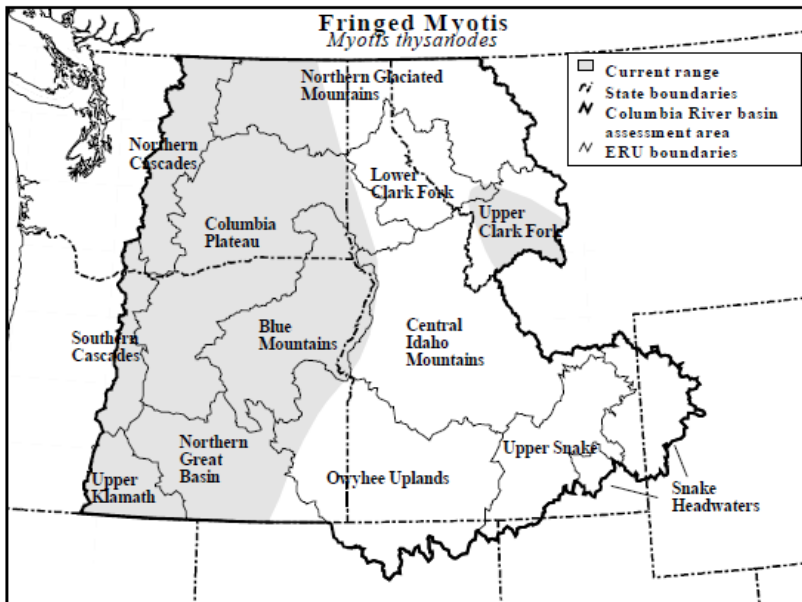 Fringed Myotis
Myotis thysanodes
Current range
State boundaries
Columbia River basin
assessment area
ERU boundaries
Northern Glaciated
Mountains
Northern
Cascades
Lower
Clark Fork
Upper
Clark Fork
Columbia
Plateau
Southern
Cascades
Blue
Mountains
Central
Idaho
Mountains
Northern
Great
Basin
Upper
Klamath
Owyhee Uplands
Upper Snake
Snake
Headwaters